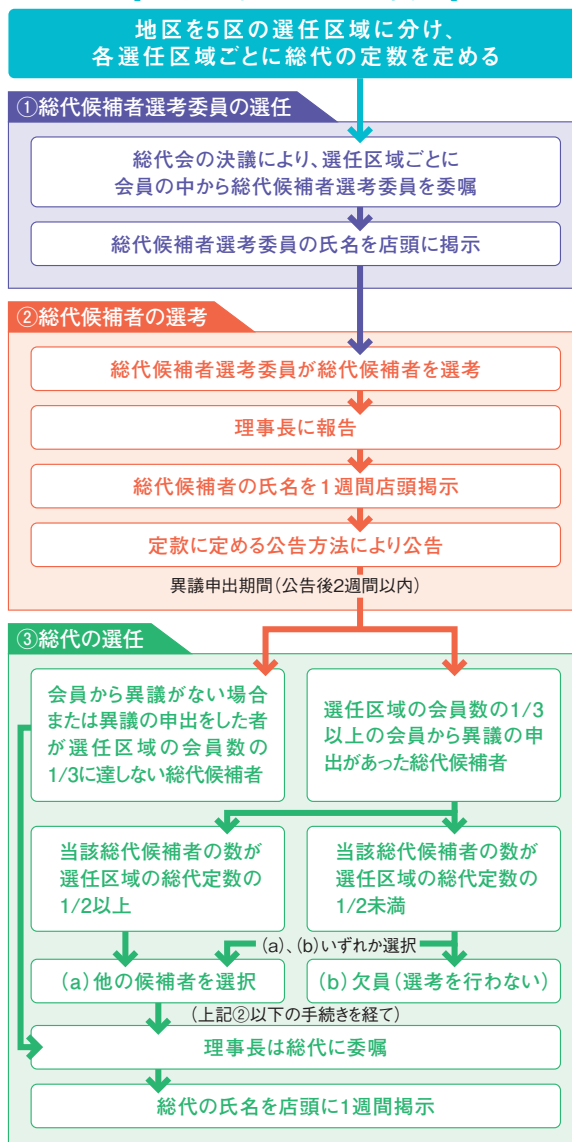 地区を5区の選任区域に分け、
各選任区域ごとに総代の定数を定める
①総代候補者選考委員の選任
総代会の決議により、選任区域ごとに
会員の中から総代候補者選考委員を委嘱
総代候補者選考委員の氏名を店頭に掲示
②総代候補者の選考
総代候補者選考委員が総代候補者を選考
理事長に報告
総代候補者の氏名を1週間店頭掲示
定款に定める公告方法により公告
異議申出期間(公告後2週間以内)
③総代の選任
会員から異議がない場合
または異議の申出をした者
が選任区域の会員数の
1/3に達しない総代候補者
選任区域の会員数の1/3
以上の会員から異議の申
出があった総代候補者
当該総代候補者の数が
選任区域の総代定数の
1/2以上
当該総代候補者の数が
選任区域の総代定数の
1/2未満
(a)、(b)いずれか選択
(a)他の候補者を選択
(b)欠員(選考を行わない)
(上記②以下の手続きを経て)
理事長は総代に委嘱
総代の氏名を店頭に1週間掲示